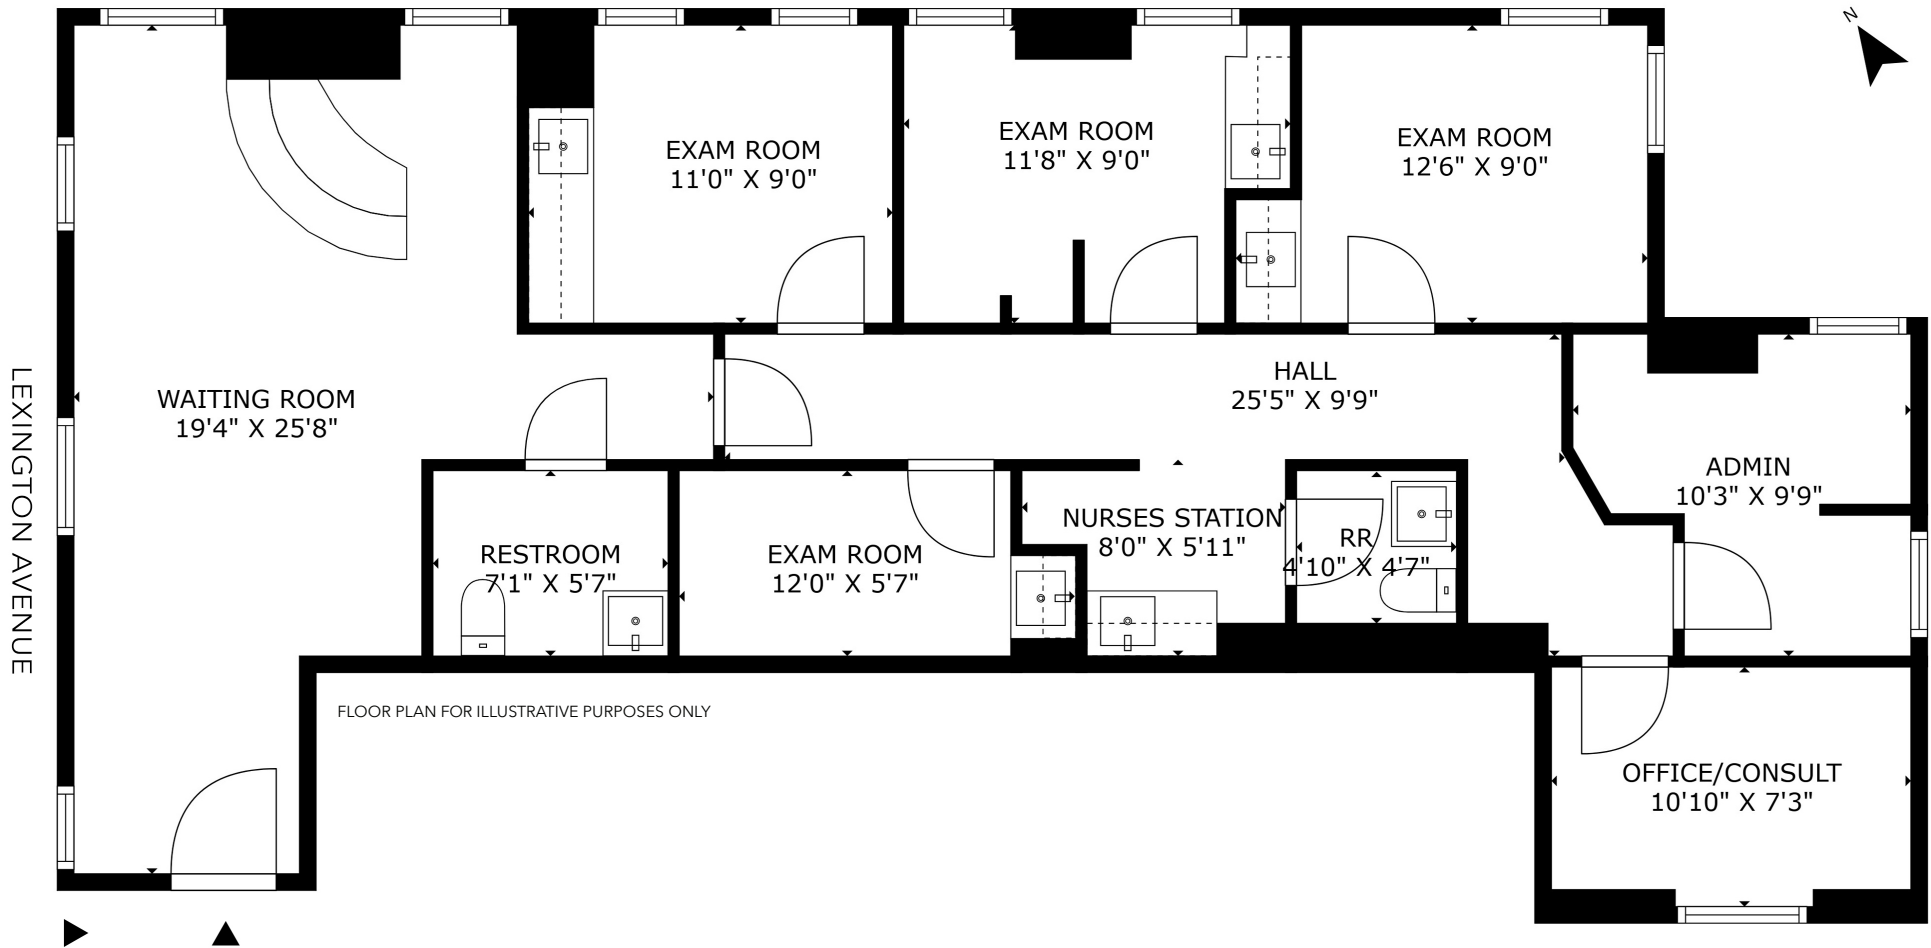 N
EXAM ROOM
11'0" X 9'0"
EXAM ROOM
11'8" X 9'0"
EXAM ROOM
12'6" X 9'0"
LEXINGTON AVENUE
WAITING ROOM
19'4" X 25'8"
HALL
25'5" X 9'9"
ADMIN
10'3" X 9'9"
RESTROOM
7'1" X 5'7"
EXAM ROOM
12'0" X 5'7"
NURSES STATION
8'0" X 5'11"
RR
4'10" X 4'7"
FLOOR PLAN FOR ILLUSTRATIVE PURPOSES ONLY
OFFICE/CONSULT
10'10" X 7'3"